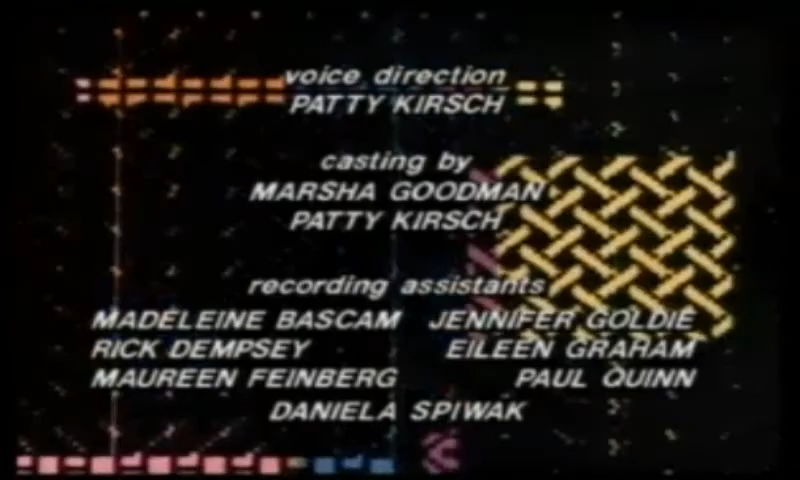 voice direction
PATTY KIRSCH
casting by
MARSHA GOODMAN
PATTY KIRSCH
recording assistants
MADELEINE BASCAM JENNIFER GOLDIE
RICK DEMPSEY EILEEN GRAHAM
MAUREEN FEINBERG PAUL QUINN
DANIELA SPIWAK